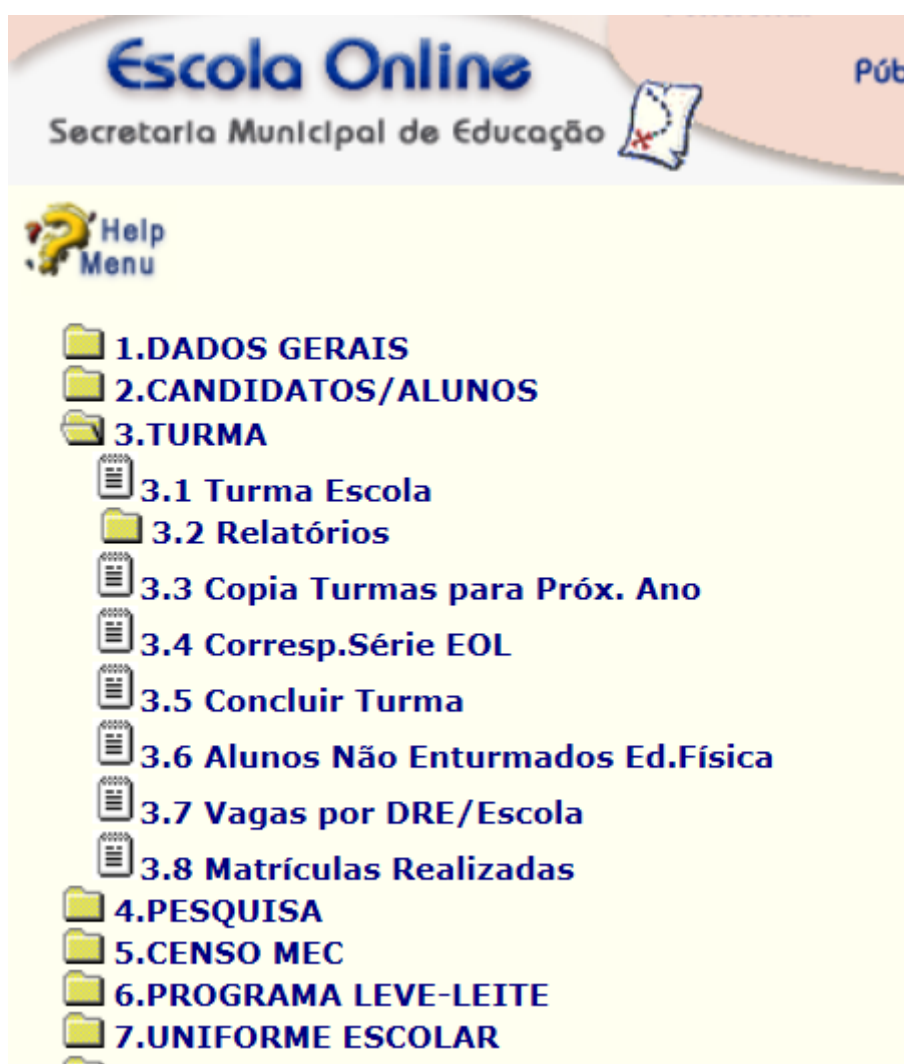 Escola Online
Púb
Secretaria Municipal de Educação
Help
Menu
1.DADOS GERAIS
2.CANDIDATOS/ALUNOS
3.TURMA
3.1 Turma Escola
3.2 Relatórios
3.3 Copia Turmas para Próx. Ano
3.4 Corresp.Série EOL
3.5 Concluir Turma
3.6 Alunos Não Enturmados Ed.Física
3.7 Vagas por DRE/Escola
3.8 Matrículas Realizadas
4.PESQUISA
5.CENSO MEC
6.PROGRAMA LEVE-LEITE
7.UNIFORME ESCOLAR